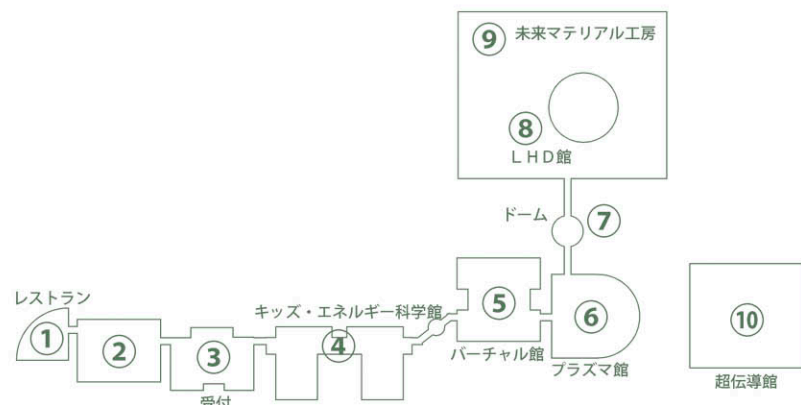 ⑨ 未来マテリアル工房
⑧
LHD館
ドーム ⑦
レストラン
①
②
③
受付
キッズ・エネルギー科学館
④
⑤
バーチャル館
⑥
プラズマ館
⑩
超伝導館